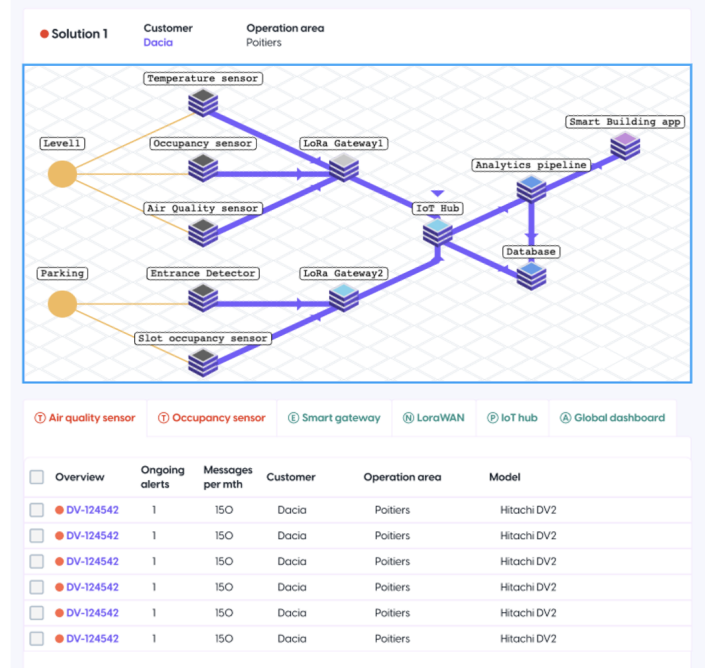 Solution 1
Customer
Dacia
Operation area
Poitiers
Temperature sensor
Smart Building app
Level1
Occupancy sensor
LoRa Gateway1
Analytics pipeline
Air Quality sensor
IoT Hub
Database
Parking
Entrance Detector
LoRa Gateway2
Slot occupancy sensor
T Air quality sensor
T Occupancy sensor
E Smart gateway
N LoraWAN
P IoT hub
A Global dashboard
Overview Ongoing alerts Messages per mth Customer Operation area Model
DV-124542 1 150 Dacia Poitiers Hitachi DV2
DV-124542 1 150 Dacia Poitiers Hitachi DV2
DV-124542 1 150 Dacia Poitiers Hitachi DV2
DV-124542 1 150 Dacia Poitiers Hitachi DV2
DV-124542 1 150 Dacia Poitiers Hitachi DV2
DV-124542 1 150 Dacia Poitiers Hitachi DV2